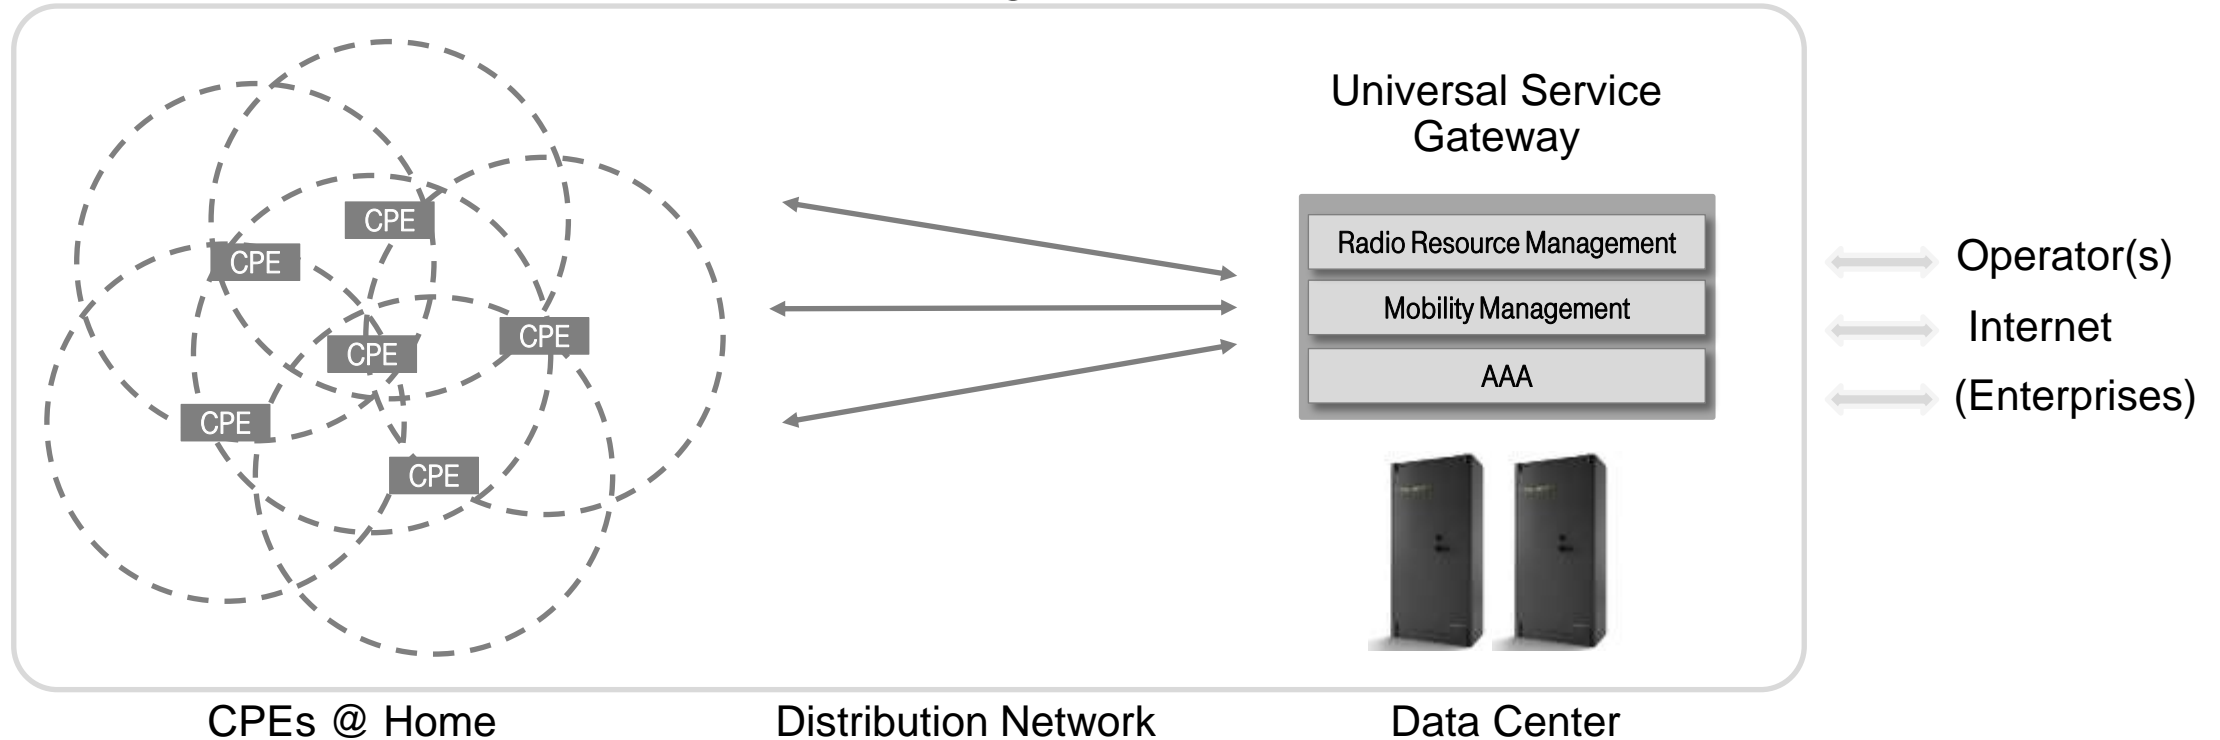 Universal Service
Gateway
CPE
CPE
CPE
CPE
CPE
CPE
Radio Resource Management
Mobility Management
AAA
Operator(s)
Internet
(Enterprises)
CPEs @ Home
Distribution Network
Data Center